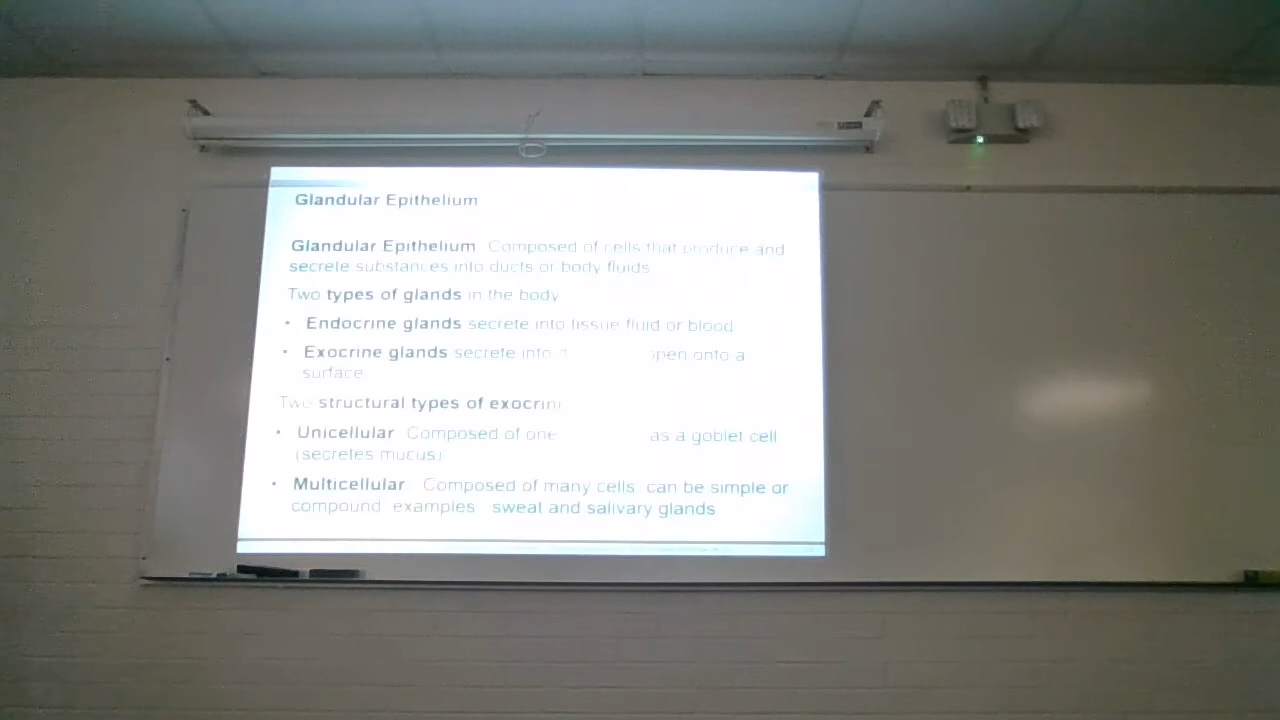 Glandular Epithelium
Glandular Epithelium Composed of cells that produce and
secrete substances into ducts or body fluids
Two types of glands in the body
• Endocrine glands secrete into tissue fluid or blood
• Exocrine glands secrete into open onto a
surface
Two structural types of
• Unicellular Composed of one as a goblet cell
(secretes mucus)
• Multicellular Composed of many cells can be simple or
compound examples sweat and salivary glands